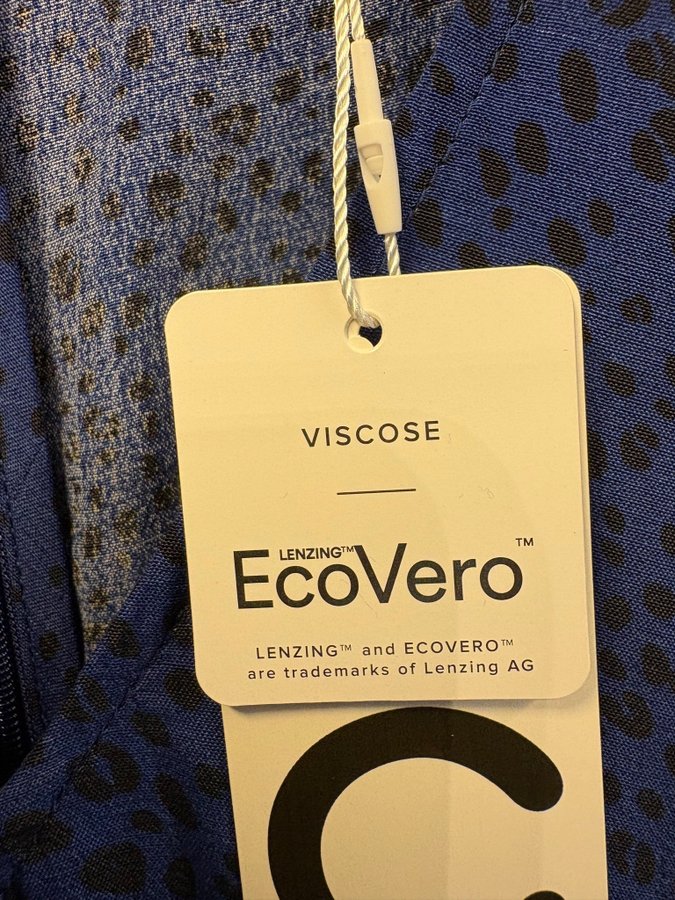 VISCOSE
LENZING™
EcoVero™
LENZING™ and ECOVERO™
are trademarks of Lenzing AG